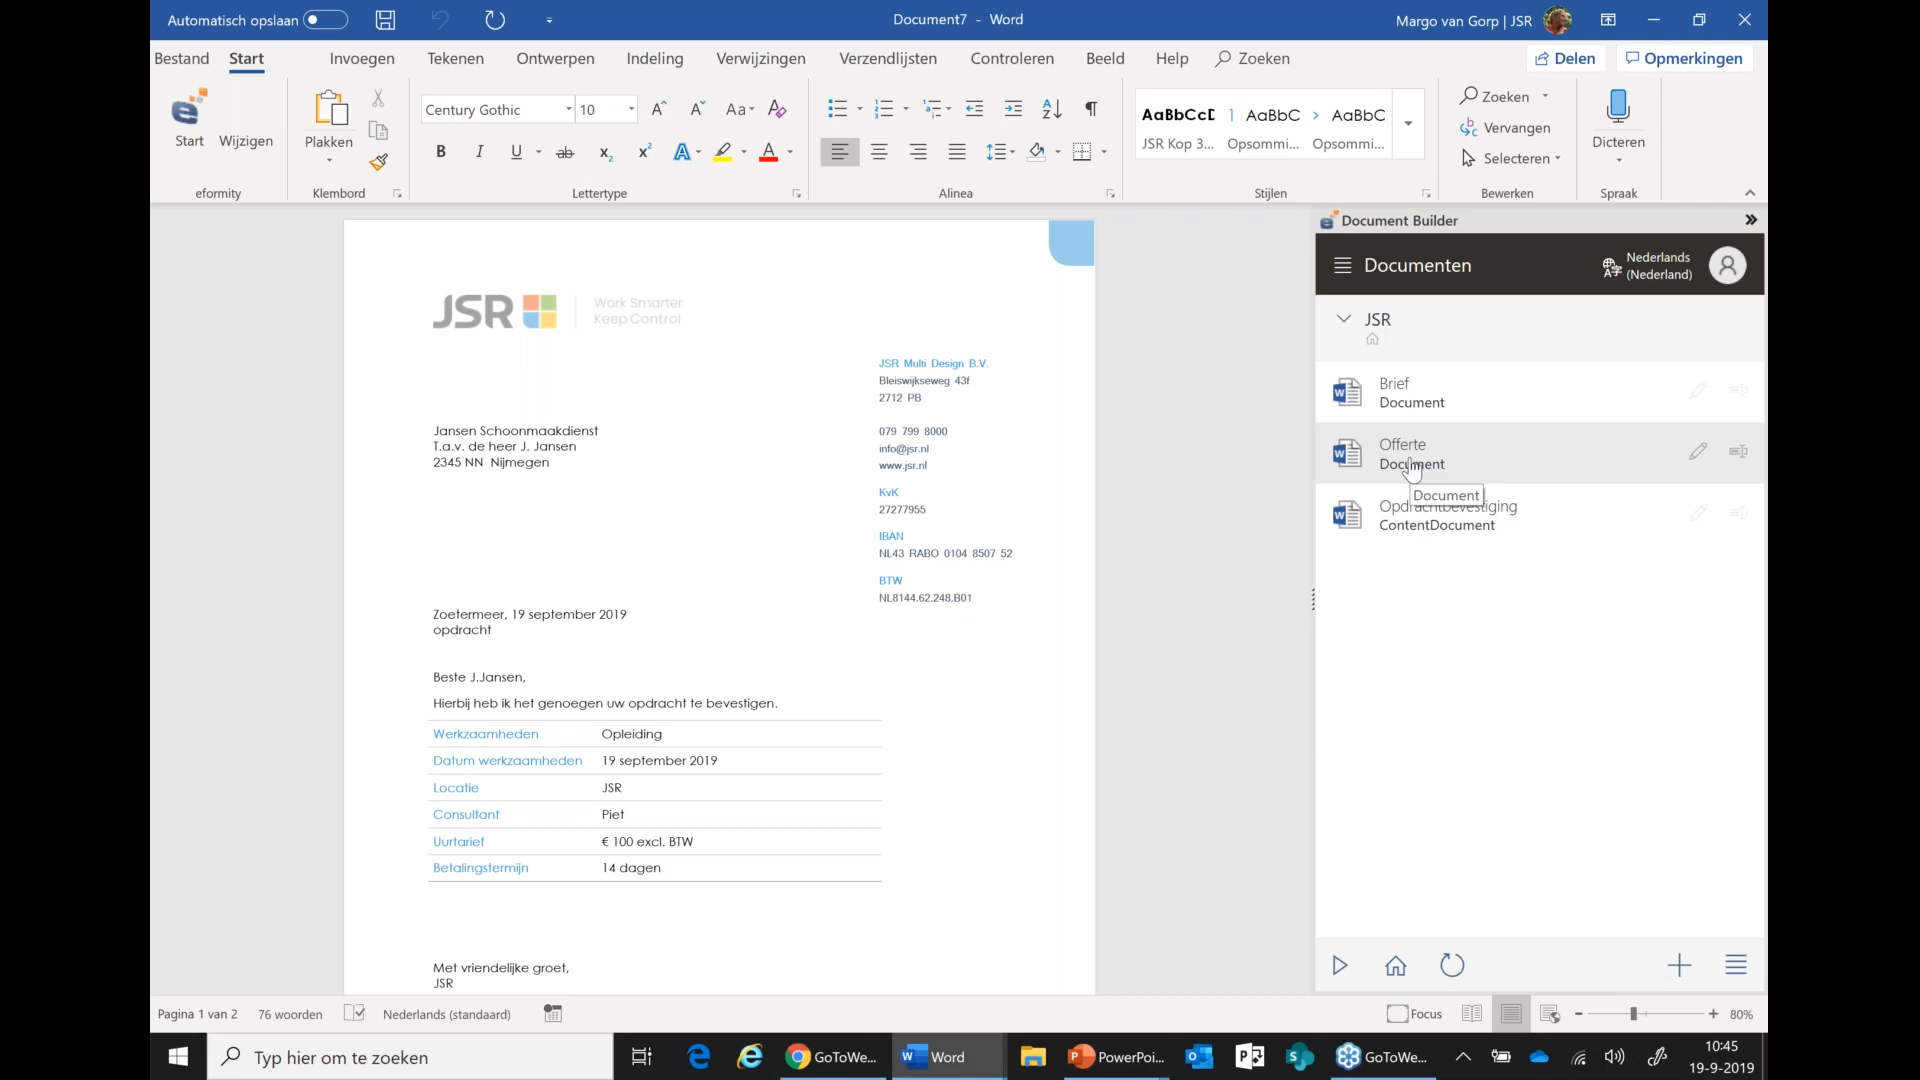 Automatisch opslaan
Document7 - Word
Margo van Gorp | JSR
Bestand Start Invoegen Tekenen Ontwerpen Indeling Verwijzingen Verzendlijsten Controleren Beeld Help Zoeken
Delen Opmerkingen
Start Wijzigen
eformity
Plakken
Klembord
Century Gothic 10
Lettertype
Alinea
AaBbCcD 1 AaBbC > AaBbC
JSR Kop 3... Opsommi... Opsommi...
Stijlen
Zoeken
Vervangen
Selecteren
Bewerken
Dicteren
Spraak
JSR
Work Smarter
Keep Control
JSR Multi Design B.V.
Bleiswijkseweg 43f
2712 PB
079 799 8000
info@jsr.nl
www.jsr.nl
KvK
27277955
IBAN
NL43 RABO 0104 8507 52
BTW
NL8144.62.248.B01
Jansen Schoonmaakdienst
T.a.v. de heer J. Jansen
2345 NN Nijmegen
Zoetermeer, 19 september 2019
opdracht
Beste J.Jansen,
Hierbij heb ik het genoegen uw opdracht te bevestigen.
Werkzaamheden Opleiding
Datum werkzaamheden 19 september 2019
Locatie JSR
Consultant Piet
Uurtarief € 100 excl. BTW
Betalingstermijn 14 dagen
Met vriendelijke groet,
JSR
Document Builder
Documenten
Nederlands
(Nederland)
JSR
Brief
Document
Offerte
Document
Document
Opdrachtbevestiging
ContentDocument
Pagina 1 van 2 76 woorden Nederlands (standaard)
Focus
80%
Typ hier om te zoeken
GoToWe...
Word
PowerPoi...
GoToWe...
10:45
19-9-2019